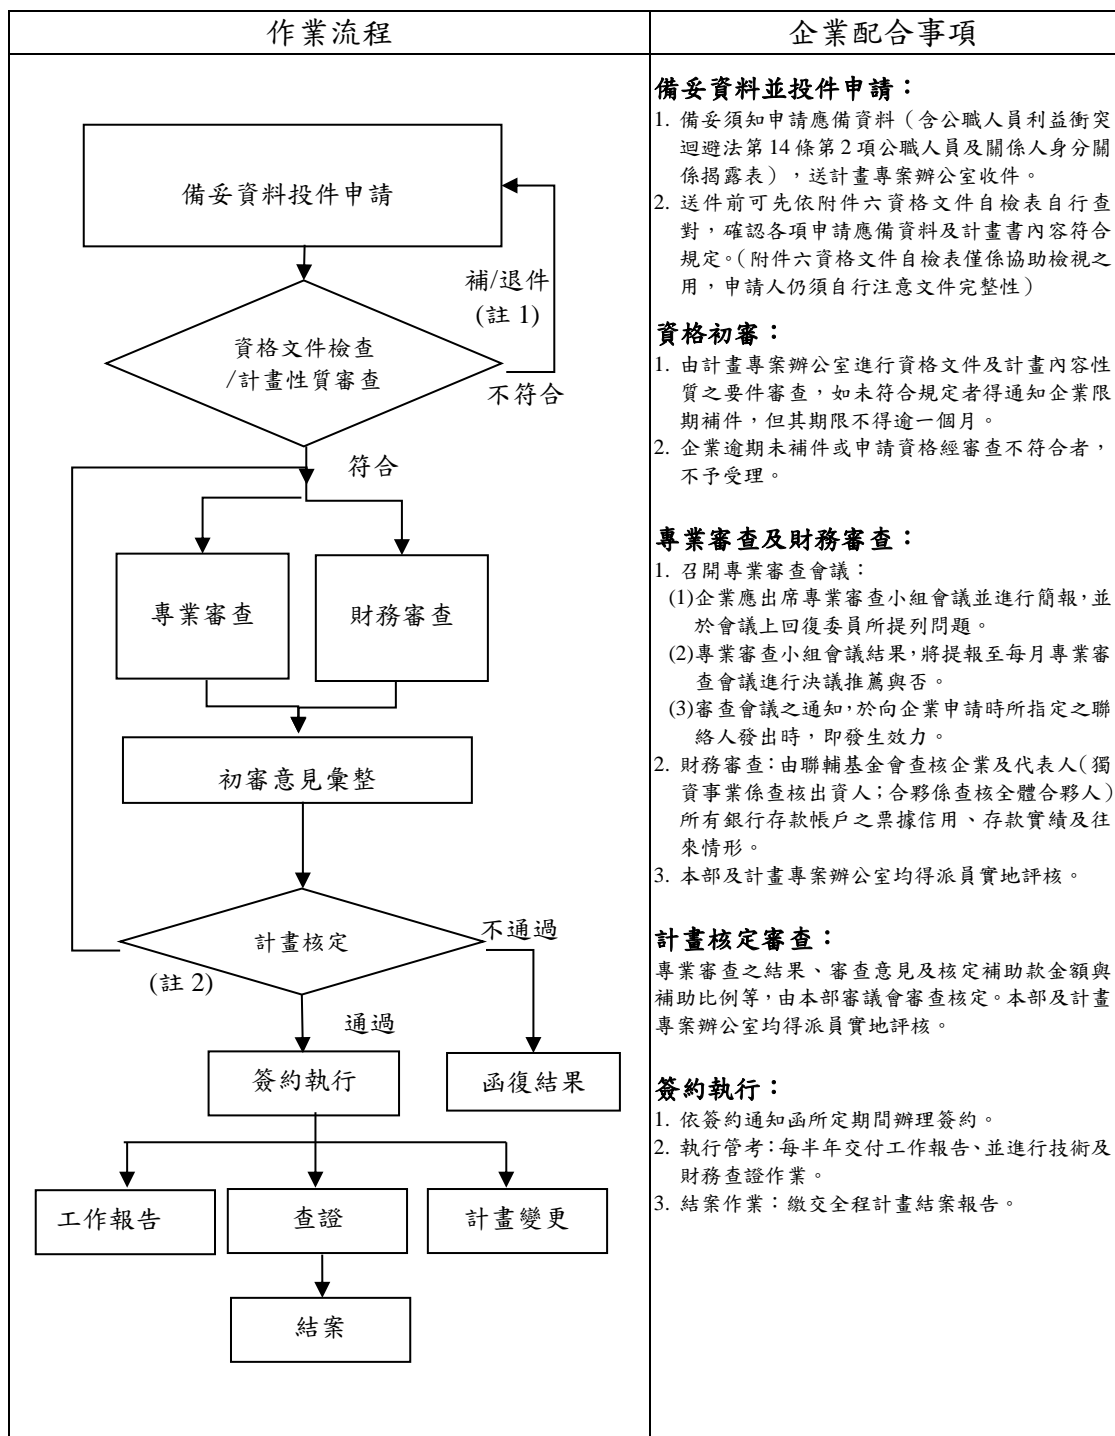 作業流程
企業配合事項
備妥資料投件申請
補/退件
(註 1)
資格文件檢查
/計畫性質審查
不符合
符合
專業審查
財務審查
初審意見彙整
計畫核定
不通過
(註 2)
通過
簽約執行
函復結果
工作報告
查證
計畫變更
結案
備妥資料並投件申請：
1. 備妥須知申請應備資料（含公職人員利益衝突
迴避法第 14 條第 2 項公職人員及關係人身分關
係揭露表），送計畫專案辦公室收件。
2. 送件前可先依附件六資格文件自檢表自行查
對，確認各項申請應備資料及計畫書內容符合
規定。（附件六資格文件自檢表僅係協助檢視之
用，申請人仍須自行注意文件完整性）
資格初審：
1. 由計畫專案辦公室進行資格文件及計畫內容性
質之要件審查，如未符合規定者得通知企業限
期補件，但其期限不得逾一個月。
2. 企業逾期未補件或申請資格經審查不符合者，
不予受理。
專業審查及財務審查：
1. 召開專業審查會議：
(1)企業應出席專業審查小組會議並進行簡報，並
於會議上回復委員所提列問題。
(2)專業審查小組會議結果，將提報至每月專業審
查會議進行決議推薦與否。
(3)審查會議之通知，於向企業申請時所指定之聯
絡人發出時，即發生效力。
2. 財務審查：由聯輔基金會查核企業及代表人（獨
資事業係查核出資人；合夥係查核全體合夥人）
所有銀行存款帳戶之票據信用、存款實績及往
來情形。
3. 本部及計畫專案辦公室均得派員實地評核。
計畫核定審查：
專業審查之結果、審查意見及核定補助款金額與
補助比例等，由本部審議會審查核定。本部及計畫
專案辦公室均得派員實地評核。
簽約執行：
1. 依簽約通知函所定期間辦理簽約。
2. 執行管考：每半年交付工作報告、並進行技術及
財務查證作業。
3. 結案作業：繳交全程計畫結案報告。